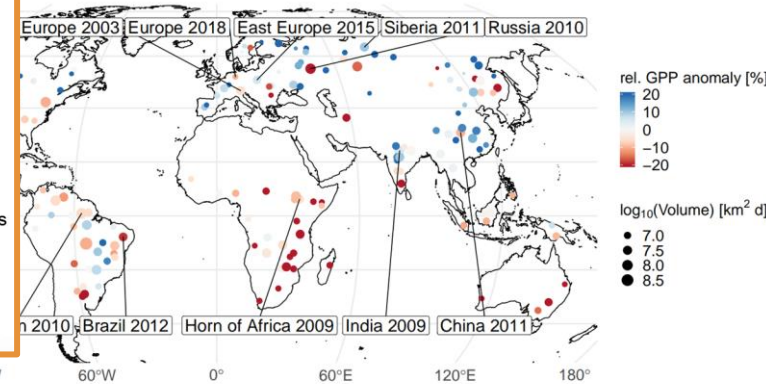 Europe 2003 Europe 2018 East Europe 2015 Siberia 2011 Russia 2010
rel. GPP anomaly [%]
20
10
0
−10
−20
s
log₁₀(Volume) [km² d]
7.0
7.5
8.0
8.5
n 2010 Brazil 2012 Horn of Africa 2009 India 2009 China 2011
60°W 0° 60°E 120°E 180°